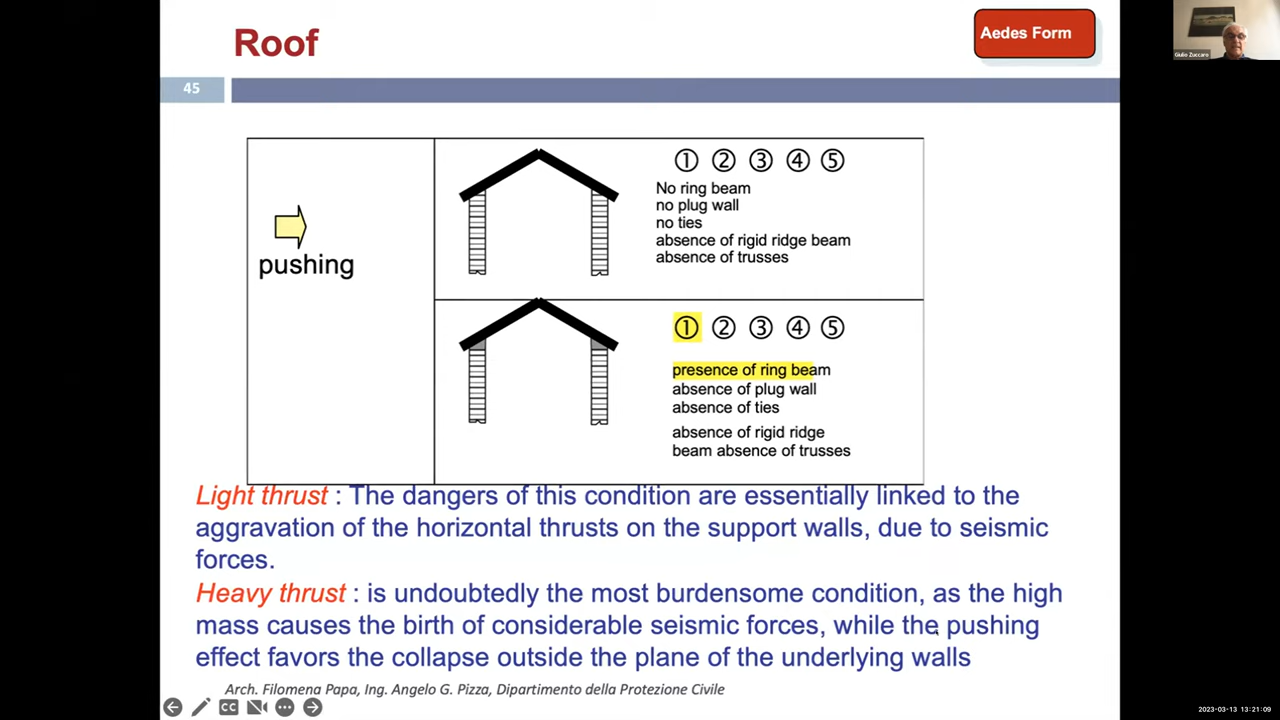 Roof
Aedes Form
Giulio Zuccaro
45
① ② ③ ④ ⑤
No ring beam
no plug wall
no ties
absence of rigid ridge beam
absence of trusses
pushing
① ② ③ ④ ⑤
presence of ring beam
absence of plug wall
absence of ties
absence of rigid ridge
beam absence of trusses
Light thrust : The dangers of this condition are essentially linked to the
aggravation of the horizontal thrusts on the support walls, due to seismic
forces.
Heavy thrust : is undoubtedly the most burdensome condition, as the high
mass causes the birth of considerable seismic forces, while the pushing
effect favors the collapse outside the plane of the underlying walls
Arch. Filomena Papa, Ing. Angelo G. Pizza, Dipartimento della Protezione Civile
CC
2023-03-13 13:21:09